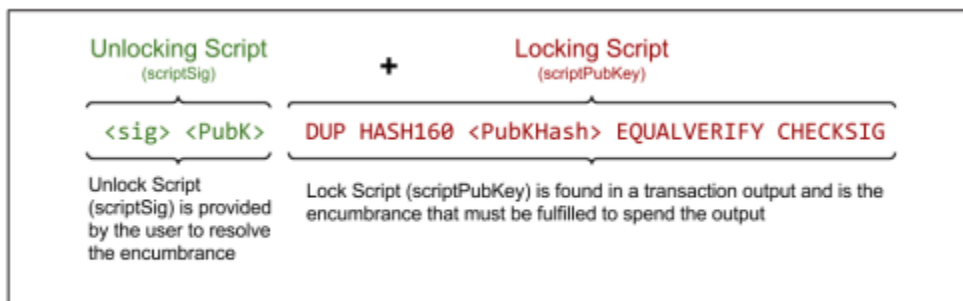 Unlocking Script + Locking Script
(scriptSig) (scriptPubKey)
<sig> <PubK> DUP HASH160 <PubKHash> EQUALVERIFY CHECKSIG
Unlock Script
(scriptSig) is provided
by the user to resolve
the encumbrance
Lock Script (scriptPubKey) is found in a transaction output and is the
encumbrance that must be fulfilled to spend the output